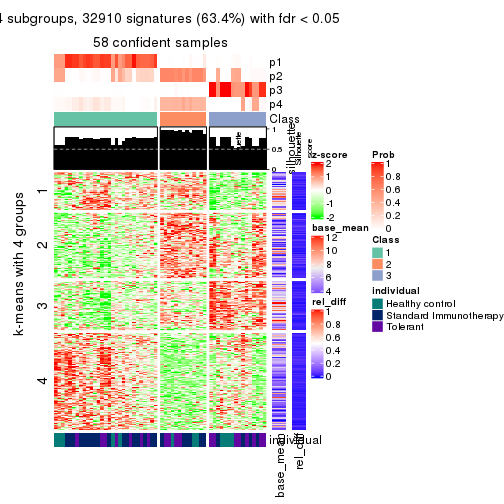 4 subgroups, 32910 signatures (63.4%) with fdr < 0.05
58 confident samples
p1
p2
p3
p4
Class
1
0.5
0
silhouette
Silhouette
score
k-means with 4 groups
1
2
3
4
individual
base_mean
rel_diff
z-score
2
1
0
-1
-2
base_mean
12
10
8
6
4
rel_diff
1
0.8
0.6
0.4
0.2
0
Prob
1
0.8
0.6
0.4
0.2
0
Class
1
2
3
individual
Healthy control
Standard Immunotherapy
Tolerant